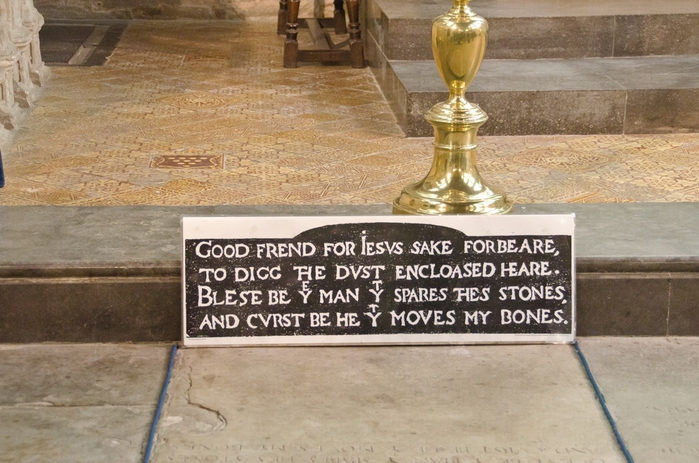 GOOD FREND FOR IESVS SAKE FORBEARE,
TO DIGG THE DVST ENCLOASED HEARE.
BLESE BE Yᴱ MAN Yᵀ SPARES THES STONES,
AND CVRST BE HE Yᵀ MOVES MY BONES.